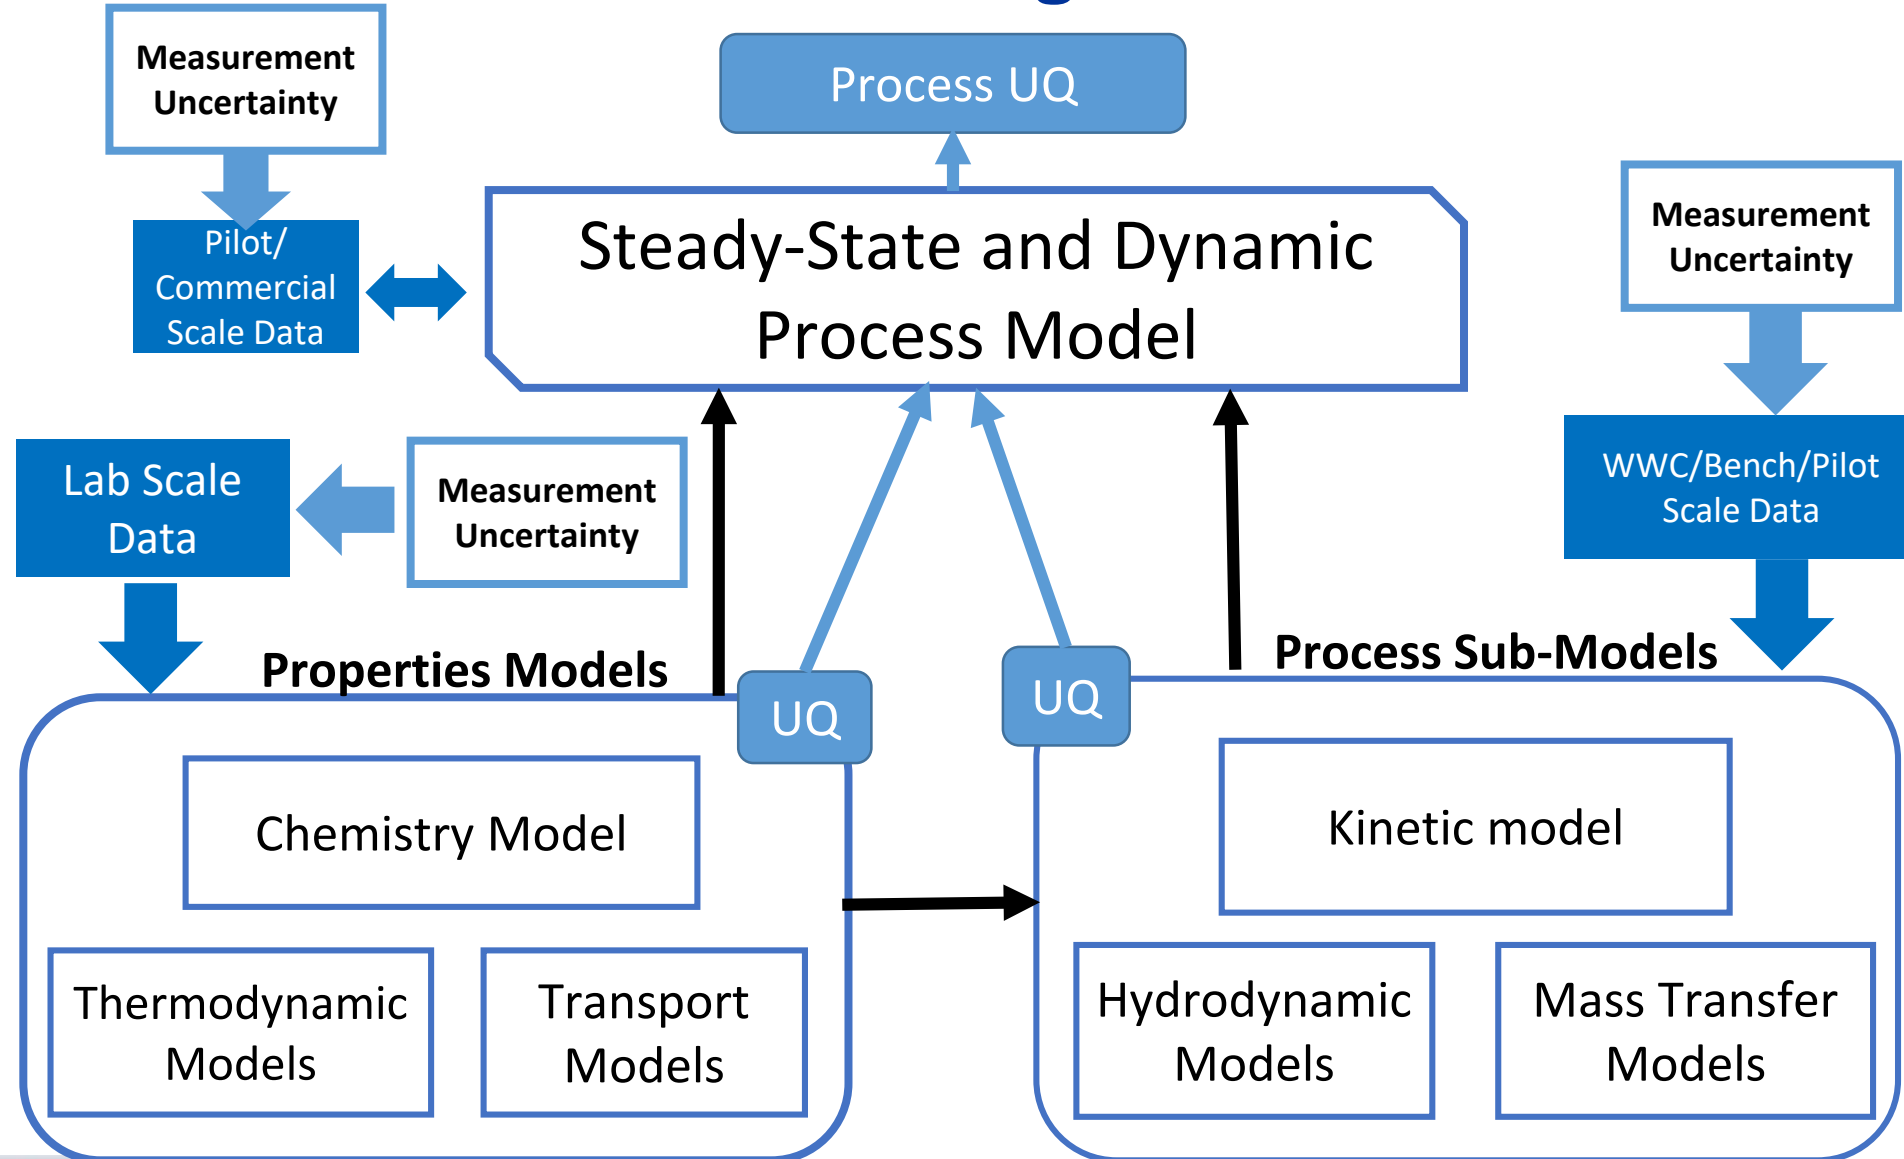 Measurement
Uncertainty
Process UQ
Steady-State and Dynamic
Process Model
Measurement
Uncertainty
Pilot/
Commercial
Scale Data
Lab Scale
Data
Measurement
Uncertainty
WWC/Bench/Pilot
Scale Data
Properties Models
UQ
UQ
Process Sub-Models
Chemistry Model
Thermodynamic
Models
Transport
Models
Kinetic model
Hydrodynamic
Models
Mass Transfer
Models